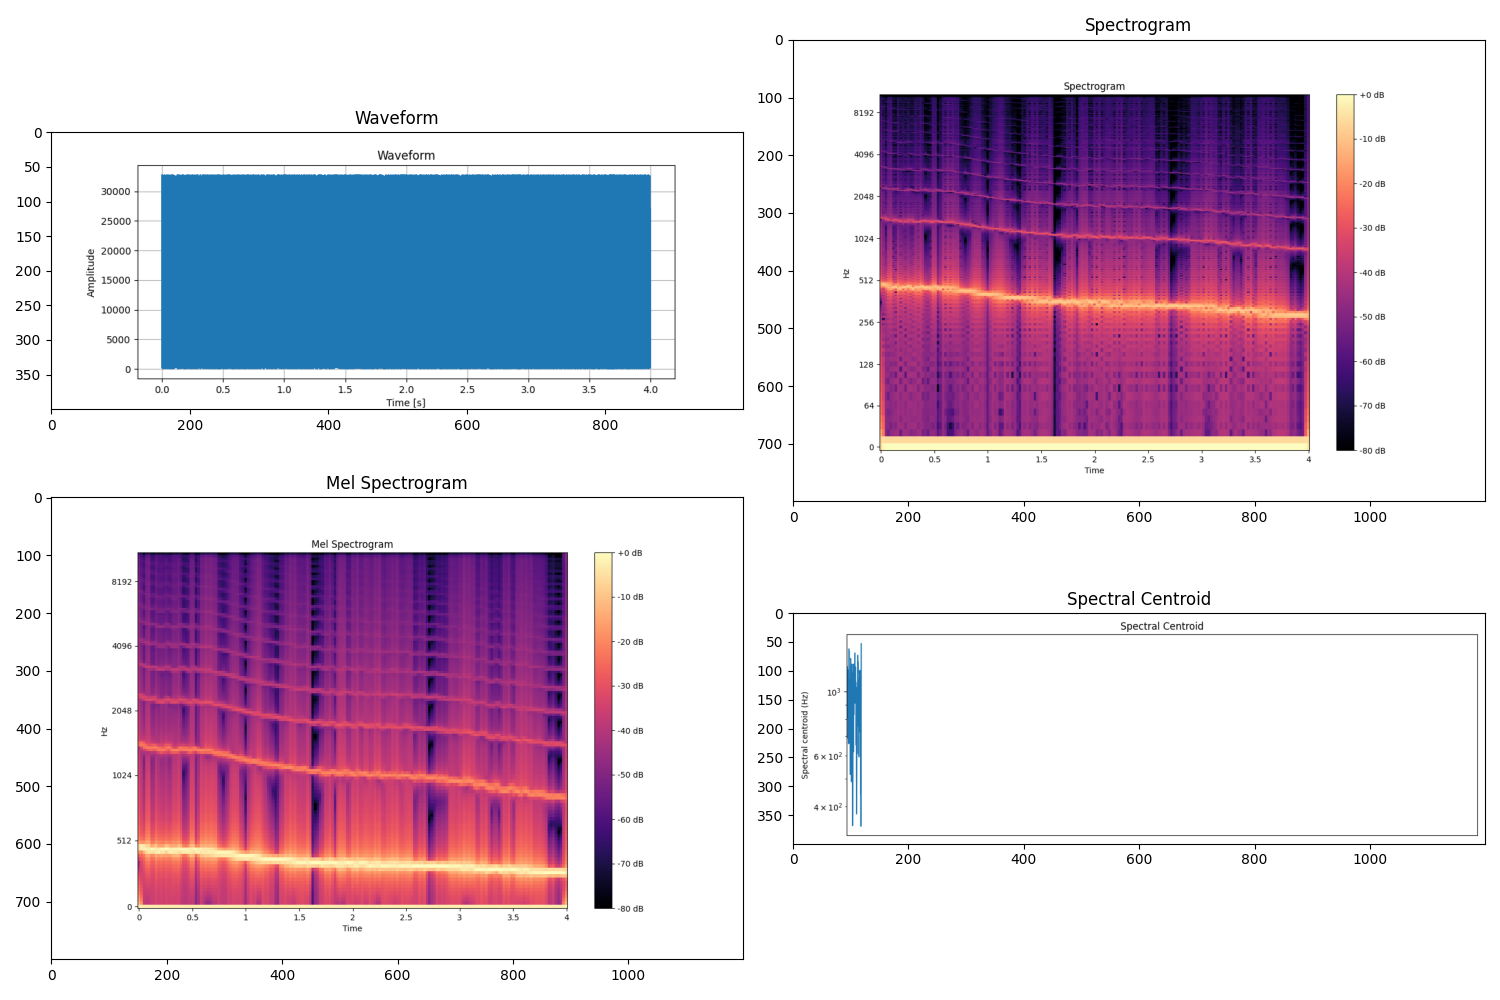 Waveform
0
50
100
150
200
250
300
350
Waveform
Amplitude
30000
25000
20000
15000
10000
5000
0
0.0 0.5 1.0 1.5 2.0 2.5 3.0 3.5 4.0
Time [s]
0 200 400 600 800
Spectrogram
0
100
200
300
400
500
600
700
Spectrogram
Hz
8192
4096
2048
1024
512
256
128
64
0
0 0.5 1 1.5 2 2.5 3 3.5 4
Time
+0 dB
-10 dB
-20 dB
-30 dB
-40 dB
-50 dB
-60 dB
-70 dB
-80 dB
0 200 400 600 800 1000
Mel Spectrogram
0
100
200
300
400
500
600
700
Mel Spectrogram
Hz
8192
4096
2048
1024
512
0
0 0.5 1 1.5 2 2.5 3 3.5 4
Time
+0 dB
-10 dB
-20 dB
-30 dB
-40 dB
-50 dB
-60 dB
-70 dB
-80 dB
0 200 400 600 800 1000
Spectral Centroid
0
50
100
150
200
250
300
350
Spectral Centroid
Spectral centroid (Hz)
10³
6 × 10²
4 × 10²
0 200 400 600 800 1000